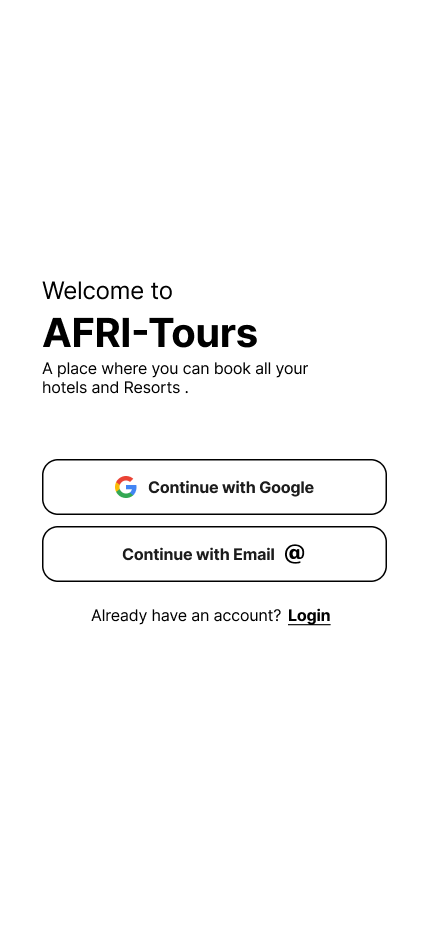 Welcome to
AFRI-Tours
A place where you can book all your
hotels and Resorts .
Continue with Google
Continue with Email @
Already have an account? Login